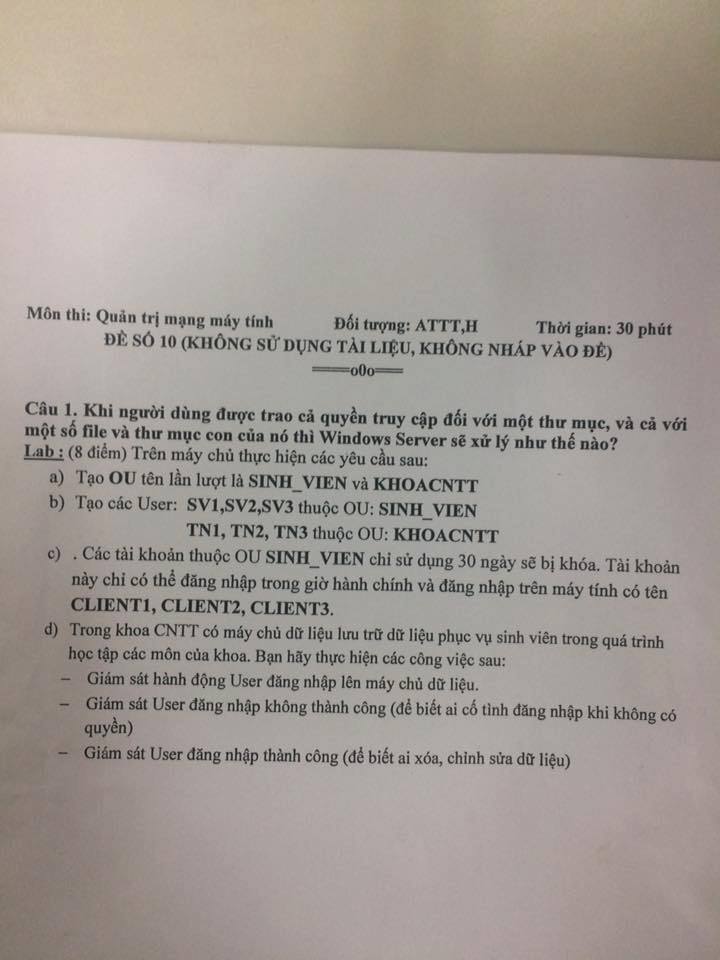 Môn thi: Quản trị mạng máy tính Đối tượng: ATTT,H Thời gian: 30 phút
ĐỀ SỐ 10 (KHÔNG SỬ DỤNG TÀI LIỆU, KHÔNG NHÁP VÀO ĐỀ)
====o0o====
Câu 1. Khi người dùng được trao cả quyền truy cập đối với một thư mục, và cả với
một số file và thư mục con của nó thì Windows Server sẽ xử lý như thế nào?
Lab : (8 điểm) Trên máy chủ thực hiện các yêu cầu sau:
a) Tạo OU tên lần lượt là SINH_VIEN và KHOACNTT
b) Tạo các User: SV1,SV2,SV3 thuộc OU: SINH_VIEN
TN1, TN2, TN3 thuộc OU: KHOACNTT
c) . Các tài khoản thuộc OU SINH_VIEN chỉ sử dụng 30 ngày sẽ bị khóa. Tài khoản
này chỉ có thể đăng nhập trong giờ hành chính và đăng nhập trên máy tính có tên
CLIENT1, CLIENT2, CLIENT3.
d) Trong khoa CNTT có máy chủ dữ liệu lưu trữ dữ liệu phục vụ sinh viên trong quá trình
học tập các môn của khoa. Bạn hãy thực hiện các công việc sau:
– Giám sát hành động User đăng nhập lên máy chủ dữ liệu.
– Giám sát User đăng nhập không thành công (để biết ai cố tình đăng nhập khi không có
quyền)
– Giám sát User đăng nhập thành công (để biết ai xóa, chỉnh sửa dữ liệu)